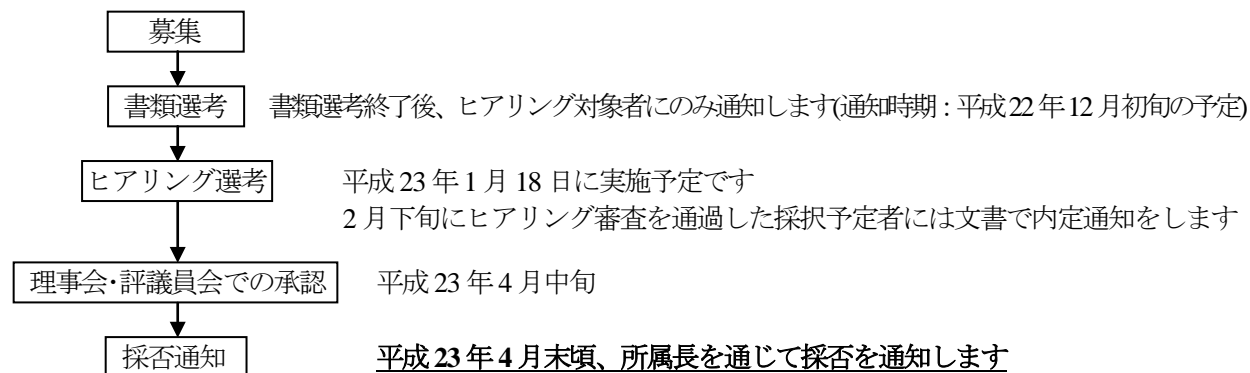 募集
書類選考 書類選考終了後、ヒアリング対象者にのみ通知します(通知時期:平成22年12月初旬の予定)
ヒアリング選考 平成23年1月18日に実施予定です
2月下旬にヒアリング審査を通過した採択予定者には文書で内定通知をします
理事会・評議員会での承認 平成23年4月中旬
採否通知 平成23年4月末頃、所属長を通じて採否を通知します